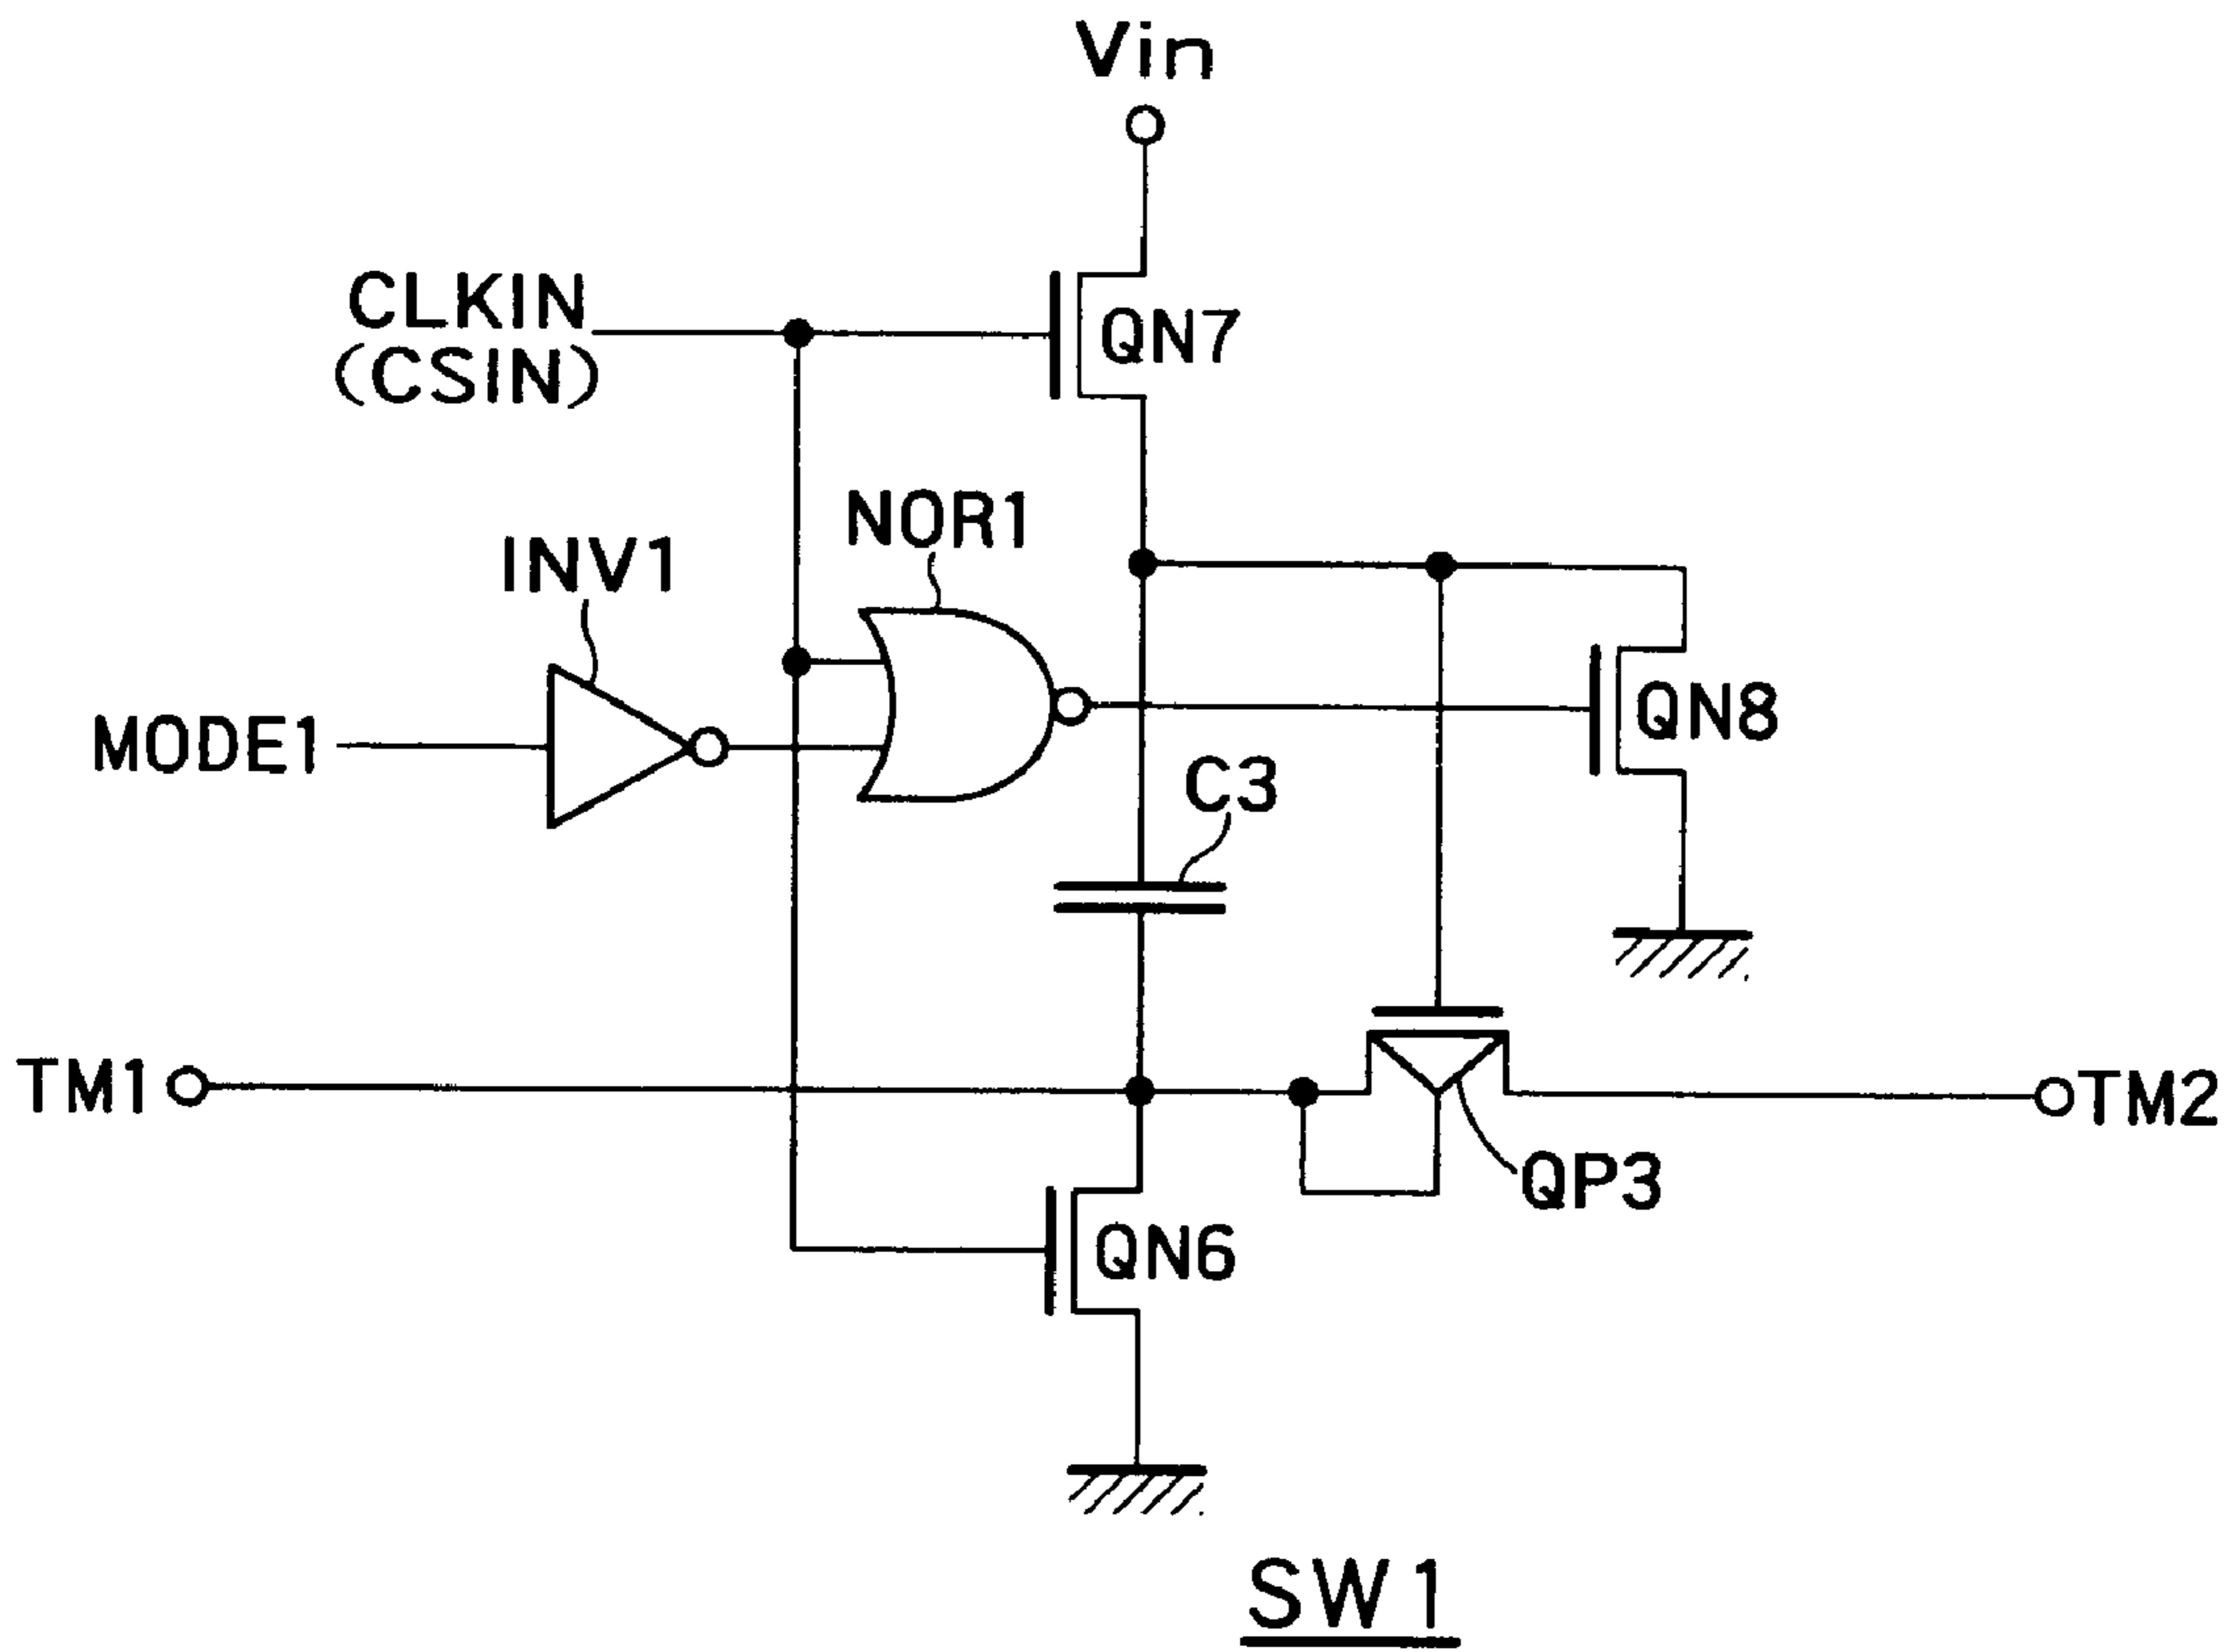 Vin
CLKIN
(CSIN)
QN7
NOR1
INV1
MODE1
QN8
C3
TM1
TM2
QP3
QN6
SW1